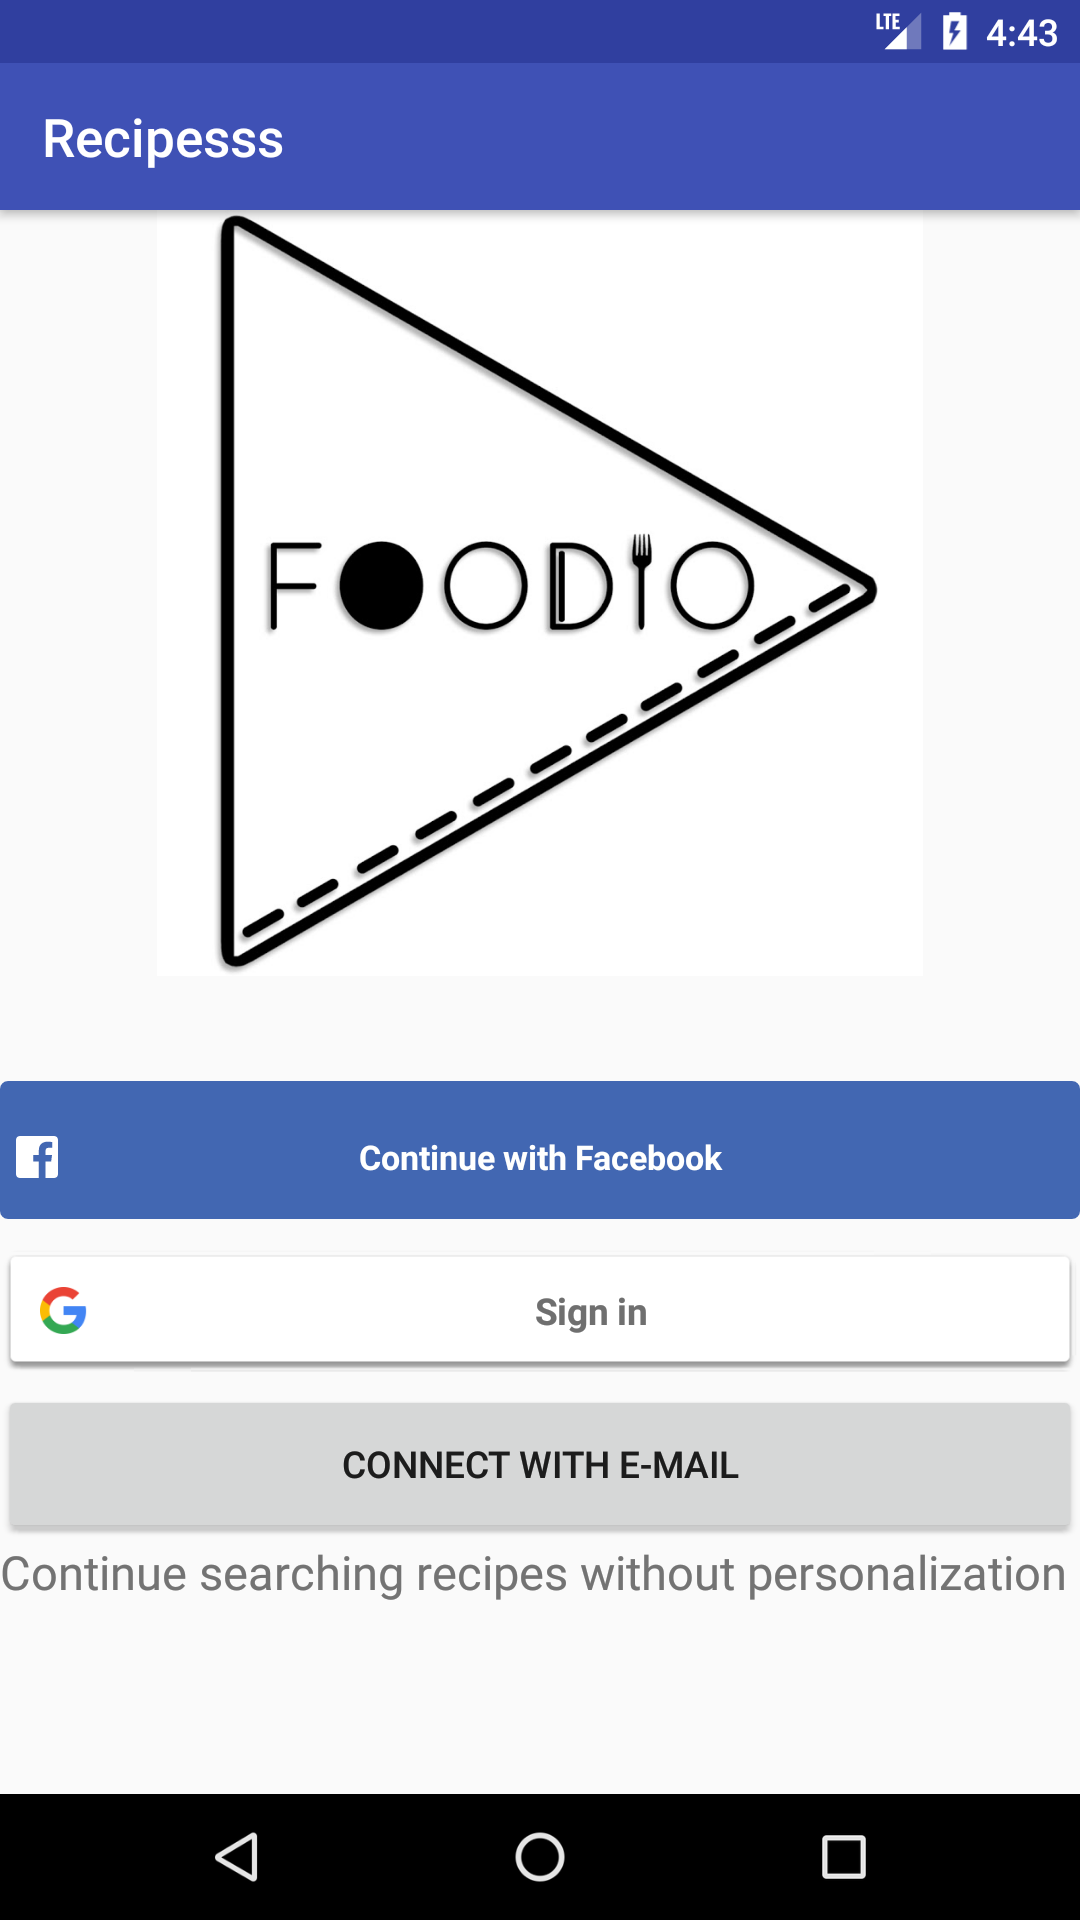 LTE 4:43
Recipesss
FOODIO
Continue with Facebook
Sign in
CONNECT WITH E-MAIL
Continue searching recipes without personalization